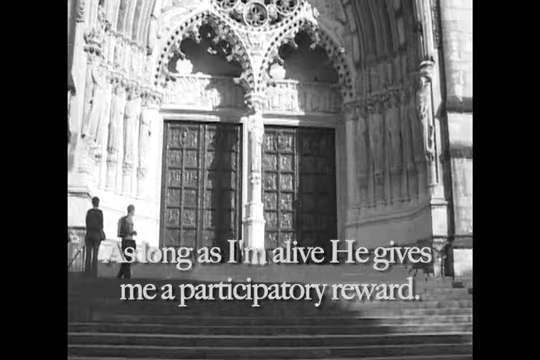 As long as I'm alive He gives
me a participatory reward.